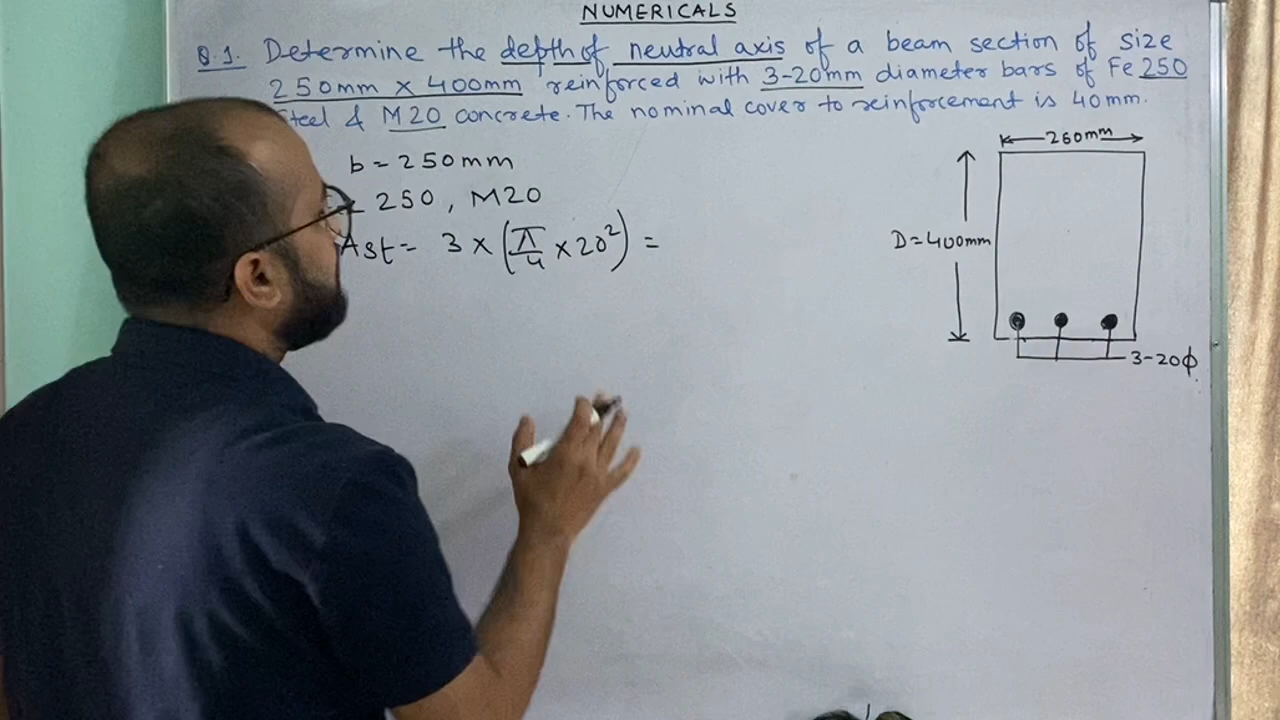 NUMERICALS
Q.1. Determine the depth of neutral axis of a beam section of size
250mm x 400mm reinforced with 3-20mm diameter bars of Fe 250
steel & M20 concrete. The nominal cover to reinforcement is 40mm.
b = 250mm
250, M20
Ast = 3 × (π/4 × 20²) =
260mm
D=400mm
3-20ϕ